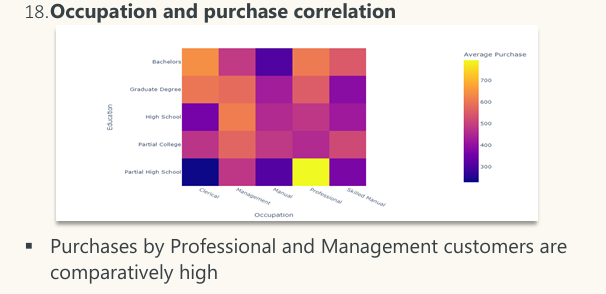 18.Occupation and purchase correlation
Average Purchase
Bachelors
700
Graduate Degree
600
Education
High School
500
Partial College
400
Partial High School
300
Clerical
Management
Manual
Professional
Skilled Manual
Occupation
▪ Purchases by Professional and Management customers are
comparatively high